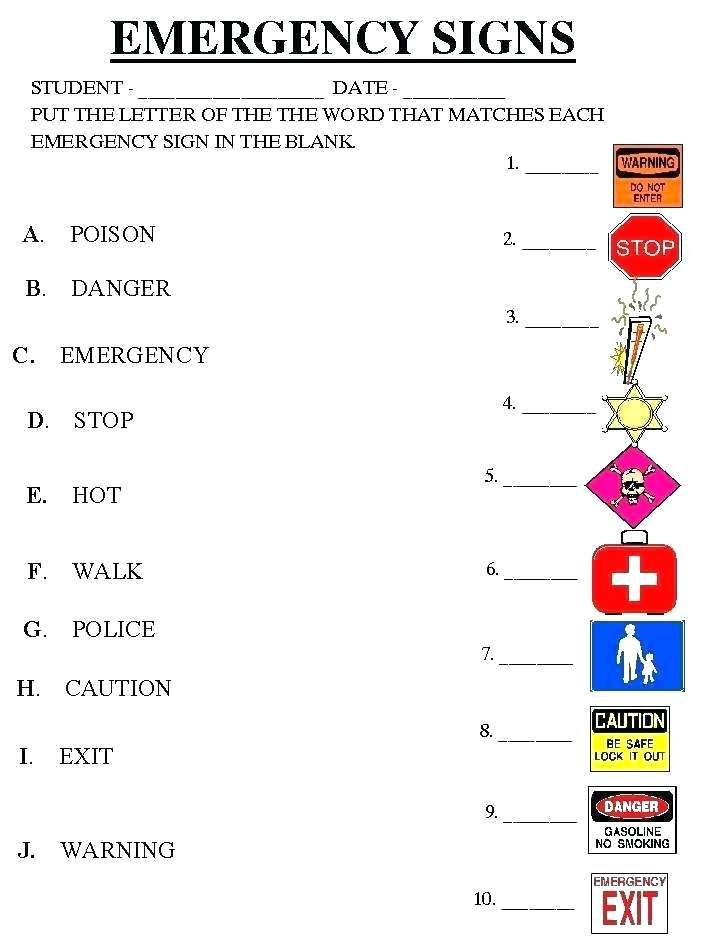 EMERGENCY SIGNS
STUDENT - ____________________ DATE - ___________
PUT THE LETTER OF THE THE WORD THAT MATCHES EACH
EMERGENCY SIGN IN THE BLANK.
A. POISON
B. DANGER
C. EMERGENCY
D. STOP
E. HOT
F. WALK
G. POLICE
H. CAUTION
I. EXIT
J. WARNING
1. ________
WARNING
DO NOT
ENTER
2. ________
STOP
3. ________
4. ________
5. ________
6. ________
7. ________
8. ________
CAUTION
BE SAFE
LOCK IT OUT
9. ________
DANGER
GASOLINE
NO SMOKING
10. ________
EMERGENCY
EXIT